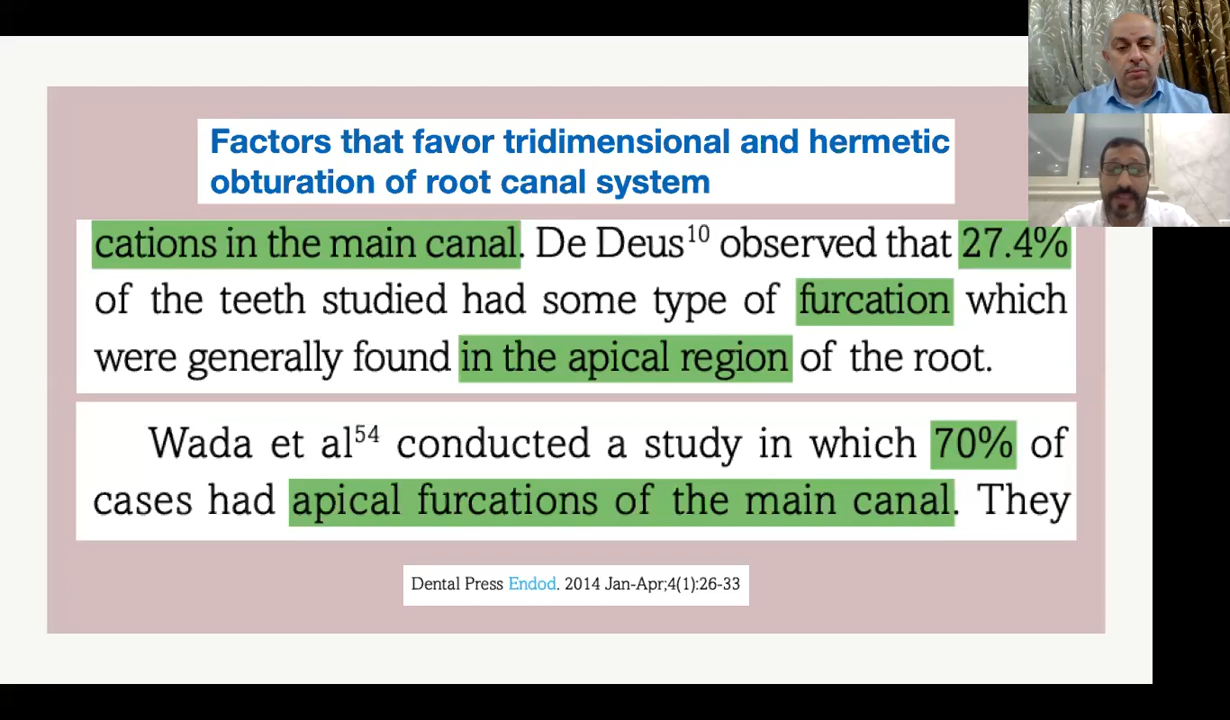 Factors that favor tridimensional and hermetic
obturation of root canal system
cations in the main canal. De Deus¹⁰ observed that 27.4%
of the teeth studied had some type of furcation which
were generally found in the apical region of the root.
Wada et al⁵⁴ conducted a study in which 70% of
cases had apical furcations of the main canal. They
Dental Press Endod. 2014 Jan-Apr;4(1):26-33